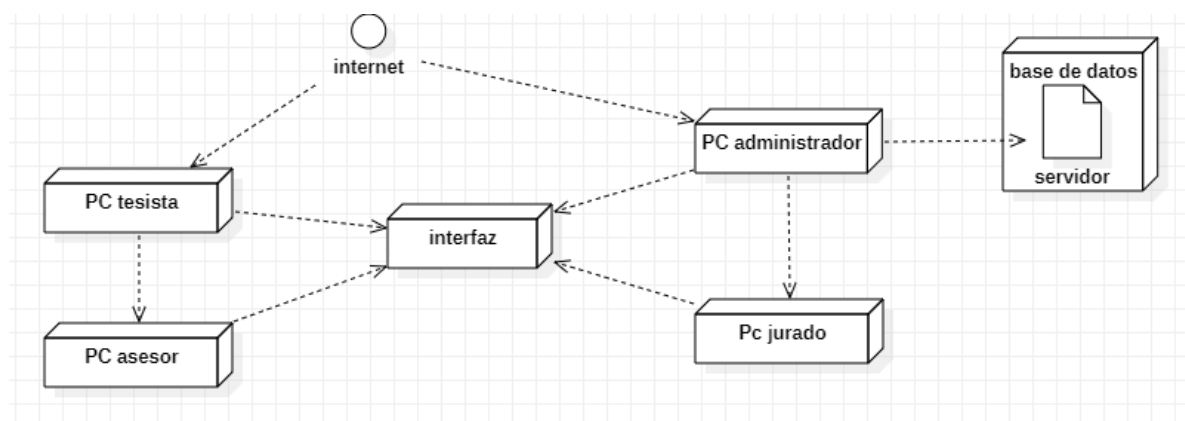 internet
base de datos
servidor
PC administrador
PC tesista
interfaz
PC asesor
Pc jurado